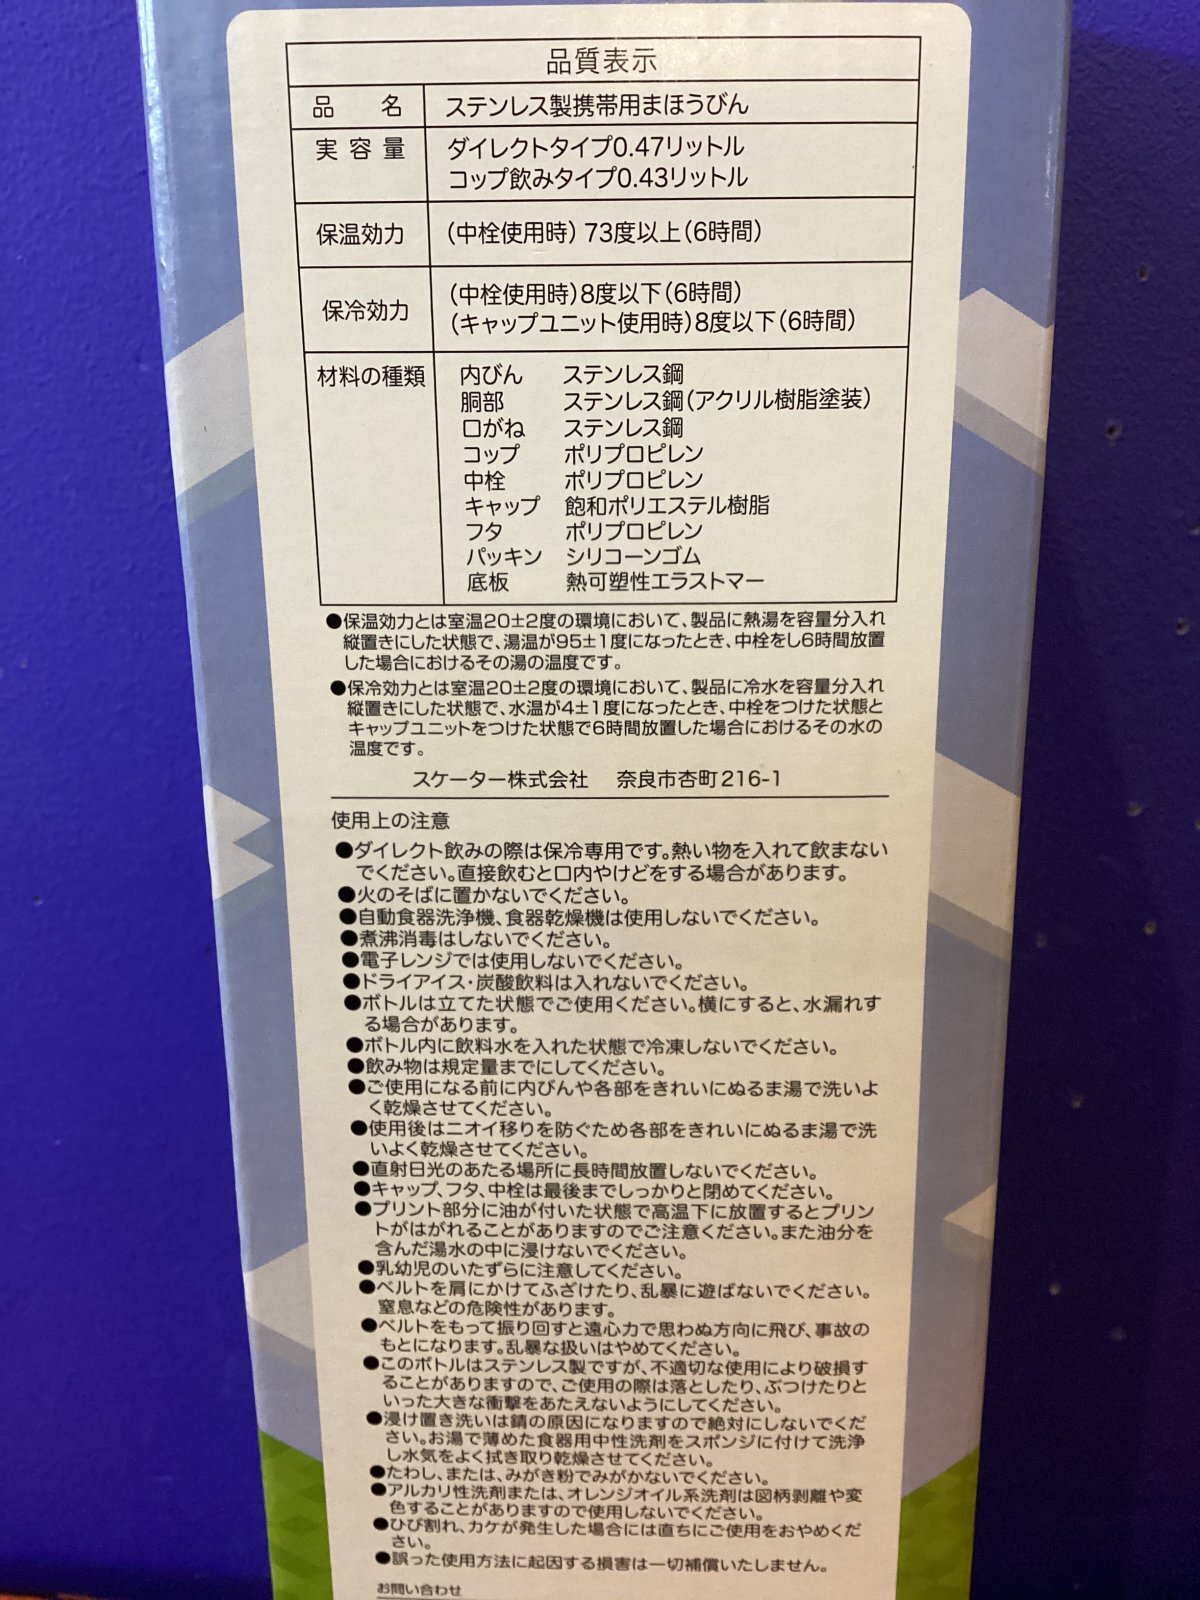 品質表示
品 名 ステンレス製携帯用まほうびん
実容量 ダイレクトタイプ0.47リットル
コップ飲みタイプ0.43リットル
保温効力 (中栓使用時) 73度以上(6時間)
保冷効力 (中栓使用時)8度以下(6時間)
(キャップユニット使用時)8度以下(6時間)
材料の種類 内びん ステンレス鋼
胴部 ステンレス鋼(アクリル樹脂塗装)
口がね ステンレス鋼
コップ ポリプロピレン
中栓 ポリプロピレン
キャップ 飽和ポリエステル樹脂
フタ ポリプロピレン
パッキン シリコーンゴム
底板 熱可塑性エラストマー
●保温効力とは室温20±2度の環境において、製品に熱湯を容量分入れ
縦置きにした状態で、湯温が95±1度になったとき、中栓をし6時間放置
した場合におけるその湯の温度です。
●保冷効力とは室温20±2度の環境において、製品に冷水を容量分入れ
縦置きにした状態で、水温が4±1度になったとき、中栓をつけた状態と
キャップユニットをつけた状態で6時間放置した場合におけるその水の
温度です。
スケーター株式会社 奈良市杏町216-1
使用上の注意
●ダイレクト飲みの際は保冷専用です。熱い物を入れて飲まない
でください。直接飲むと口内やけどをする場合があります。
●火のそばに置かないでください。
●自動食器洗浄機、食器乾燥機は使用しないでください。
●煮沸消毒はしないでください。
●電子レンジでは使用しないでください。
●ドライアイス・炭酸飲料は入れないでください。
●ボトルは立てた状態でご使用ください。横にすると、水漏れす
る場合があります。
●ボトル内に飲料水を入れた状態で冷凍しないでください。
●飲み物は規定量までにしてください。
●ご使用になる前に内びんや各部をきれいにぬるま湯で洗いよ
く乾燥させてください。
●使用後はニオイ移りを防ぐため各部をきれいにぬるま湯で洗
いよく乾燥させてください。
●直射日光のあたる場所に長時間放置しないでください。
●キャップ、フタ、中栓は最後までしっかりと閉めてください。
●プリント部分に油が付いた状態で高温下に放置するとプリン
トがはがれることがありますのでご注意ください。また油分を
含んだ湯水の中に浸けないでください。
●乳幼児のいたずらに注意してください。
●ベルトを肩にかけてふざけたり、乱暴に遊ばないでください。
窒息などの危険性があります。
●ベルトをもって振り回すと遠心力で思わぬ方向に飛び、事故の
もとになります。乱暴な扱いはやめてください。
●このボトルはステンレス製ですが、不適切な使用により破損す
ることがありますので、ご使用の際は落としたり、ぶつけたりと
いった大きな衝撃をあたえないようにしてください。
●浸け置き洗いは錆の原因になりますので絶対にしないでくだ
さい。お湯で薄めた食器用中性洗剤をスポンジに付けて洗浄
し水気をよく拭き取り乾燥させてください。
●たわし、または、みがき粉でみがかないでください。
●アルカリ性洗剤または、オレンジオイル系洗剤は図柄剥離や変
色することがありますので使用しないでください。
●ひび割れ、カケが発生した場合には直ちにご使用をおやめくだ
さい。
●誤った使用方法に起因する損害は一切補償いたしません。
お問い合わせ